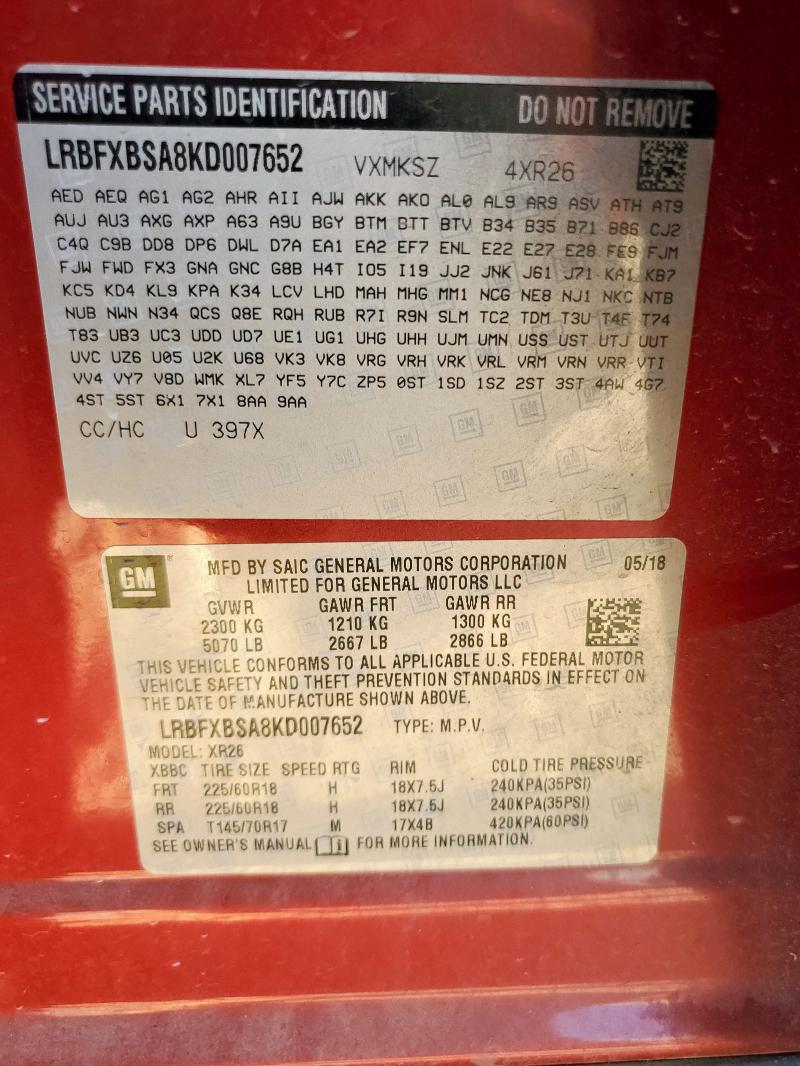 SERVICE PARTS IDENTIFICATION DO NOT REMOVE
LRBFXBSA8KD007652 VXMKSZ 4XR26
AED AEQ AG1 AG2 AHR AII AJW AKK AKO AL0 AL9 AR9 ASV ATH AT9
AUJ AU3 AXG AXP A63 A9U BGY BTM BTT BTV B34 B35 B71 B86 CJ2
C4Q C9B DD8 DP6 DWL D7A EA1 EA2 EF7 ENL E22 E27 E28 FE9 FJM
FJW FWD FX3 GNA GNC G8B H4T IO5 I19 JJ2 JNK J61 J71 KA1 KB7
KC5 KD4 KL9 KPA K34 LCV LHD MAH MHG MM1 NCG NE8 NJ1 NKC NTB
NUB NWN N34 QCS Q8E RQH RUB R7I R9N SLM TC2 TDM T3U T4F T74
T83 UB3 UC3 UDD UD7 UE1 UG1 UHG UHH UJM UMN USS UST UTJ UUT
UVC UZ6 U05 U2K U68 VK3 VK8 VRG VRH VRK VRL VRM VRN VRR VTI
VV4 VY7 V8D WMK XL7 YF5 Y7C ZP5 0ST 1SD 1SZ 2ST 3ST 4AW 4G7
4ST 5ST 6X1 7X1 8AA 9AA
CC/HC U 397X
GM MFD BY SAIC GENERAL MOTORS CORPORATION 05/18
LIMITED FOR GENERAL MOTORS LLC
GVWR GAWR FRT GAWR RR
2300 KG 1210 KG 1300 KG
5070 LB 2667 LB 2866 LB
THIS VEHICLE CONFORMS TO ALL APPLICABLE U.S. FEDERAL MOTOR
VEHICLE SAFETY AND THEFT PREVENTION STANDARDS IN EFFECT ON
THE DATE OF MANUFACTURE SHOWN ABOVE.
LRBFXBSA8KD007652 TYPE: M.P.V.
MODEL: XR26
XBBC TIRE SIZE SPEED RTG RIM COLD TIRE PRESSURE
FRT 225/60R18 H 18X7.5J 240KPA(35PSI)
RR 225/60R18 H 18X7.5J 240KPA(35PSI)
SPA T145/70R17 M 17X4B 420KPA(60PSI)
SEE OWNER'S MANUAL FOR MORE INFORMATION.